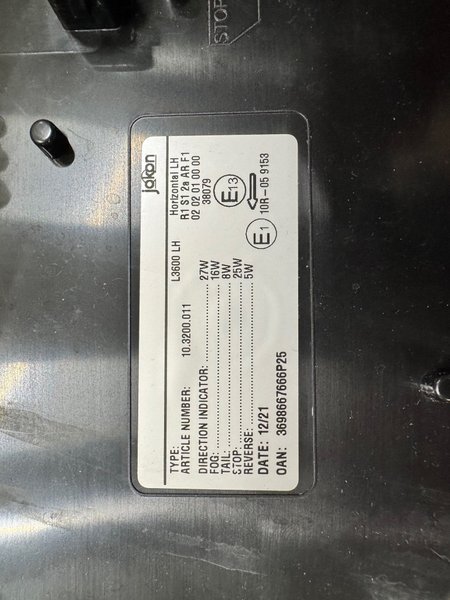 STOP
jokon
TYPE: L3600 LH Horizontal LH
ARTICLE NUMBER: 10.3200.011 R1 S1 2a AR F1
DIRECTION INDICATOR: 27W 02 02 01 00 00
FOG: 16W 38079
TAIL: 8W
STOP: 25W E13
REVERSE: 5W
DATE: 12/21 E1 10R - 05 9153
OAN: 3698667666P25